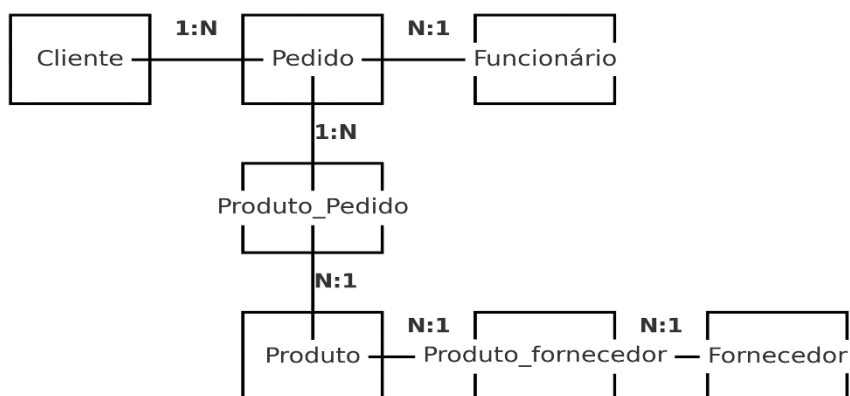 1:N N:1
Cliente Pedido Funcionário
1:N
Produto_Pedido
N:1
N:1 N:1
Produto Produto_fornecedor Fornecedor